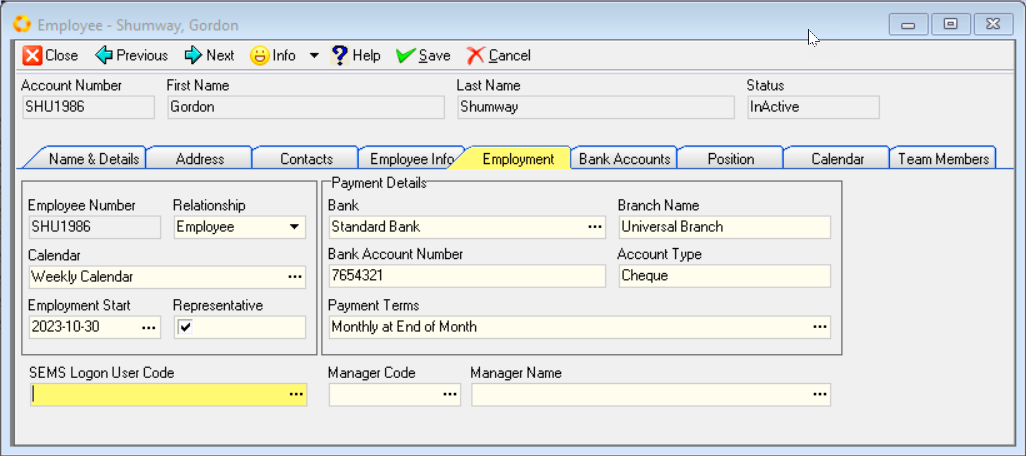 Employee - Shumway, Gordon
Close Previous Next Info Help Save Cancel
Account Number First Name Last Name Status
SHU1986 Gordon Shumway InActive
Name & Details Address Contacts Employee Info Employment Bank Accounts Position Calendar Team Members
Payment Details
Employee Number Relationship Bank Branch Name
SHU1986 Employee Standard Bank ... Universal Branch
Calendar Bank Account Number Account Type
Weekly Calendar ... 7654321 Cheque
Employment Start Representative Payment Terms
2023-10-30 ... Monthly at End of Month ...
SEMS Logon User Code Manager Code Manager Name
... ... ...